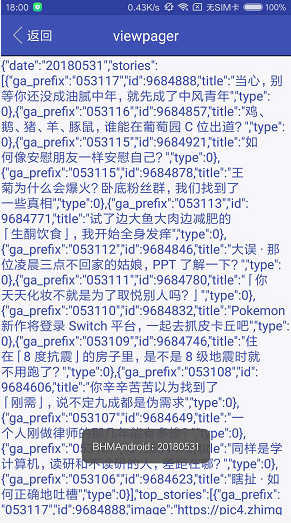 18:00 0.43K/s 无SIM卡 100%
返回 viewpager
{"date":"20180531","stories":
[{"ga_prefix":"053117","id":9684888,"title":"当心，别
等你还没成油腻中年，就先成了中风青年","type":
0},{"ga_prefix":"053116","id":9684857,"title":"鸡、
鹅、猪、羊、豚鼠，谁能在葡萄园 C 位出道？","type":
0},{"ga_prefix":"053115","id":9684921,"title":"如
何像安慰朋友一样安慰自己？","type":
0},{"ga_prefix":"053115","id":9684878,"title":"王
菊为什么会爆火？卧底粉丝群，我们找到了
一些真相","type":0},{"ga_prefix":"053113","id":
9684771,"title":"试了边大鱼大肉边减肥的
「生酮饮食」，我开始全身发痒","type":0},
{"ga_prefix":"053112","id":9684846,"title":"大误 · 那
位凌晨三点不回家的姑娘，PPT 了解一下？","type":
0},{"ga_prefix":"053111","id":9684780,"title":"「你
天天化妆不就是为了取悦别人吗？」","type":0},
{"ga_prefix":"053110","id":9684832,"title":"Pokemon
新作将登录 Switch 平台，一起去抓皮卡丘吧","type":
0},{"ga_prefix":"053109","id":9684746,"title":"住
在「8 度抗震」的房子里，是不是 8 级地震时就
不用跑了？","type":0},{"ga_prefix":"053108","id":
9684606,"title":"你辛辛苦苦以为找到了
「刚需」，说不定九成都是伪需求","type":0},
{"ga_prefix":"053107","id":9684649,"title":"一
个人刚做律师的那几年能有多惨？","type":
BHMAndroid：20180531
"title":"同样是学
计算机，读研和不读研的人，差距在哪？","type":
0},{"ga_prefix":"053106","id":9684623,"title":"瞎扯 · 如
何正确地吐槽","type":0}],"top_stories":[{"ga_prefix":
"053117","id":9684888,"image":"https://pic4.zhimg